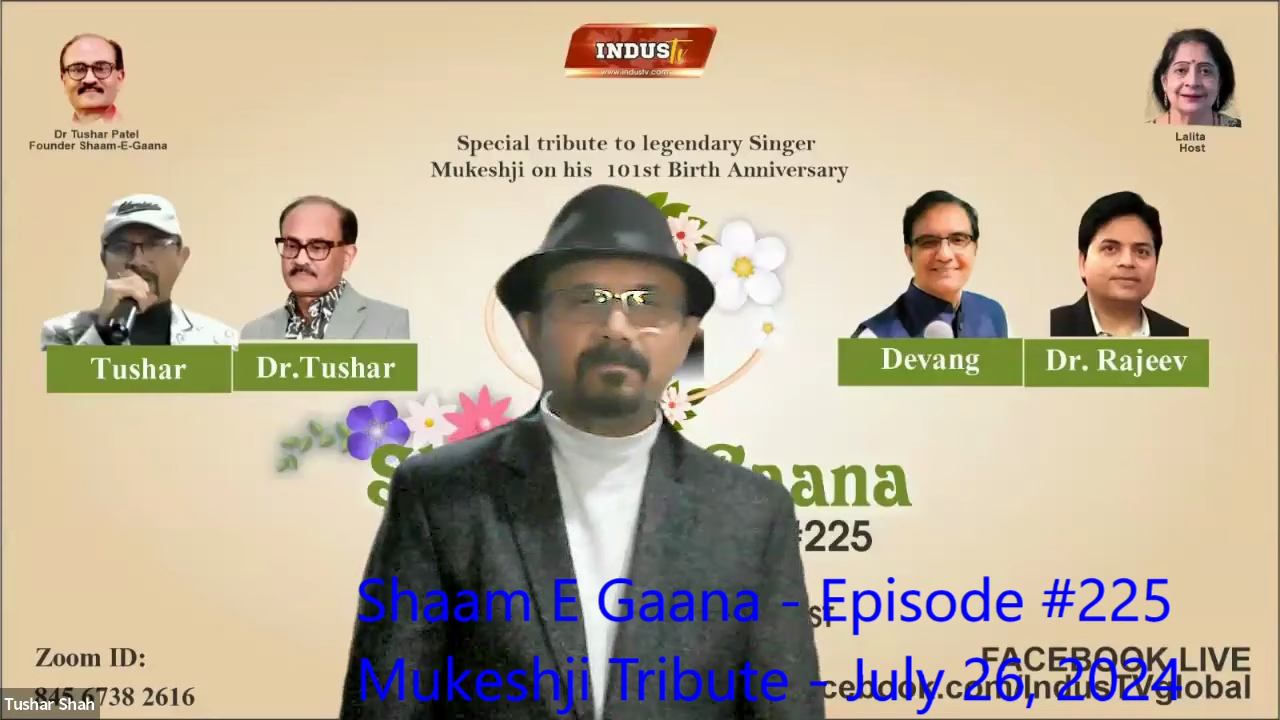 INDUS tv
www.industv.com
Dr Tushar Patel
Founder Shaam-E-Gaana
Lalita
Host
Special tribute to legendary Singer
Mukeshji on his 101st Birth Anniversary
Tushar
Dr.Tushar
Devang
Dr. Rajeev
#225
Shaam E Gaana - Episode #225
Mukeshji Tribute - July 26, 2024
Zoom ID:
845 6738 2616
FACEBOOK LIVE
Tushar Shah